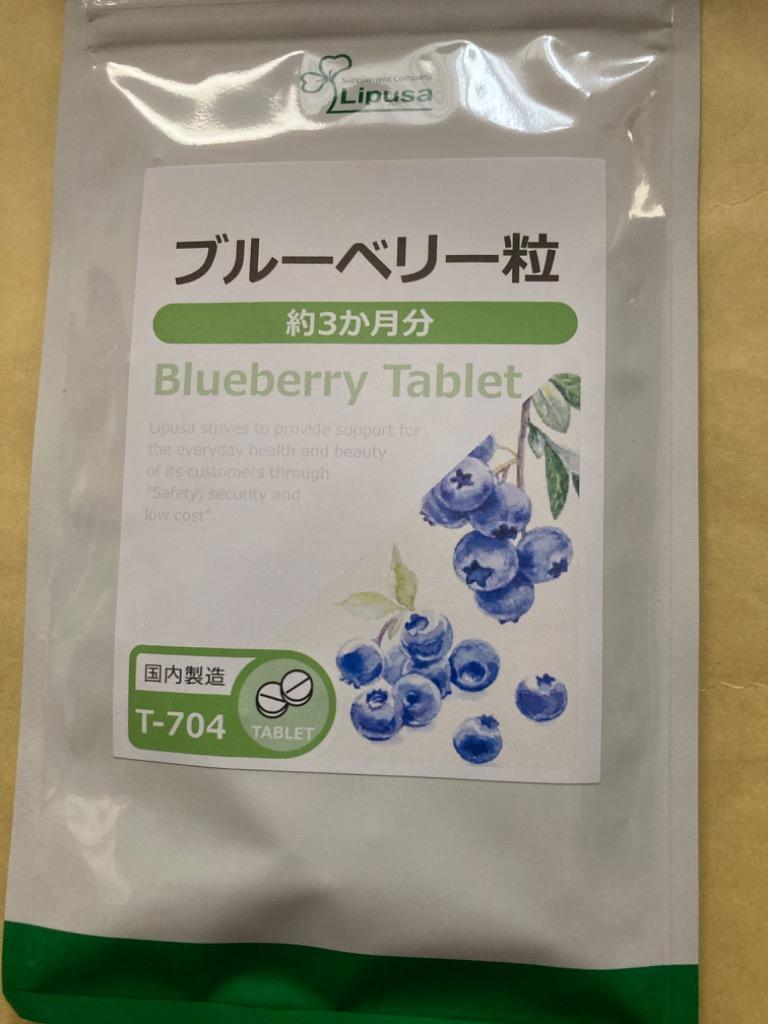 Supplement Company
Lipusa
ブルーベリー粒
約3か月分
Blueberry Tablet
Lipusa strives to provide support for
the everyday health and beauty
of its customers through
"Safety, security and
low cost".
国内製造
T-704
TABLET